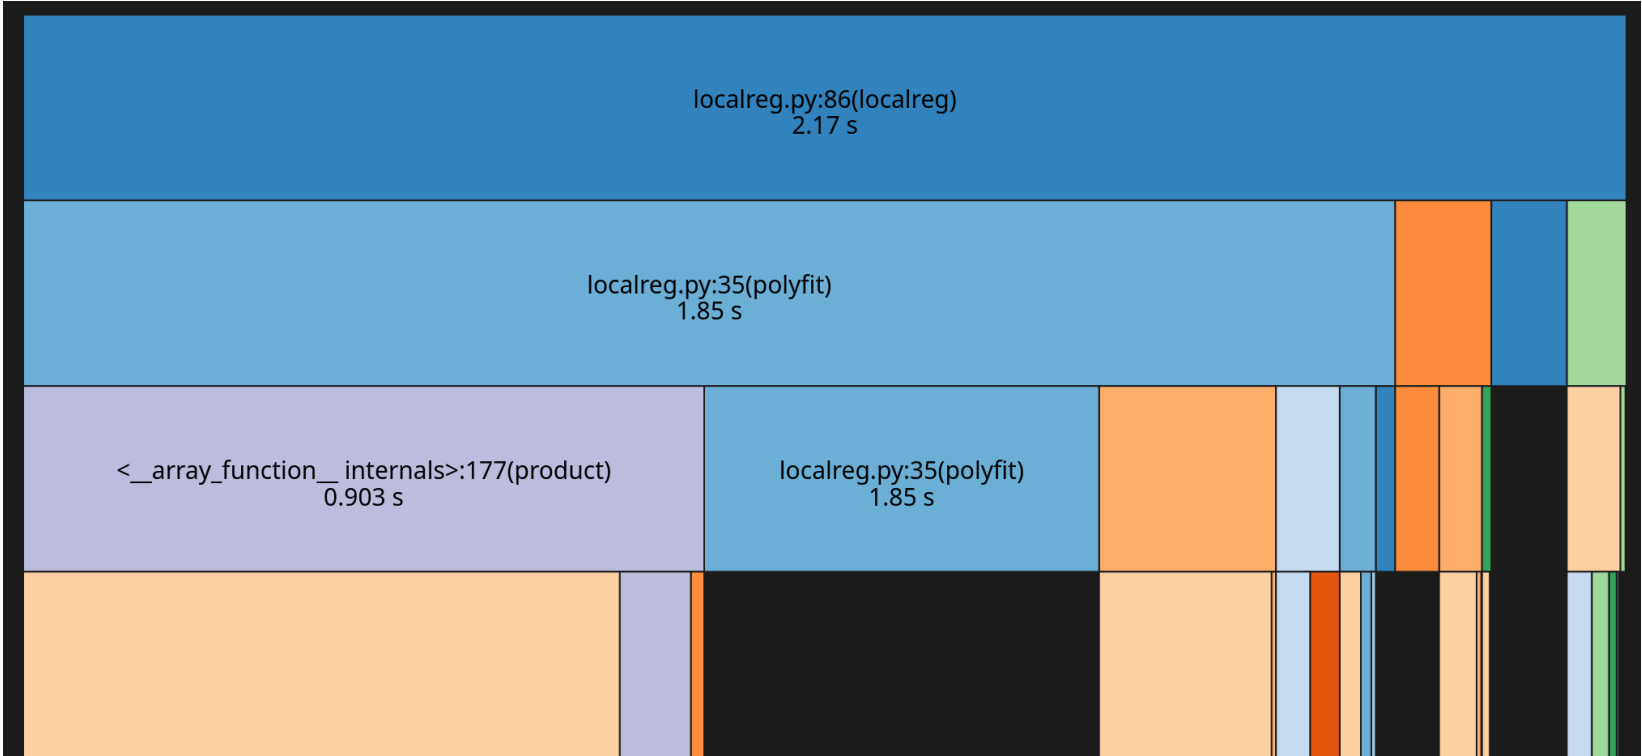 localreg.py:86(localreg)
2.17 s
localreg.py:35(polyfit)
1.85 s
<__array_function__ internals>:177(product)
0.903 s
localreg.py:35(polyfit)
1.85 s